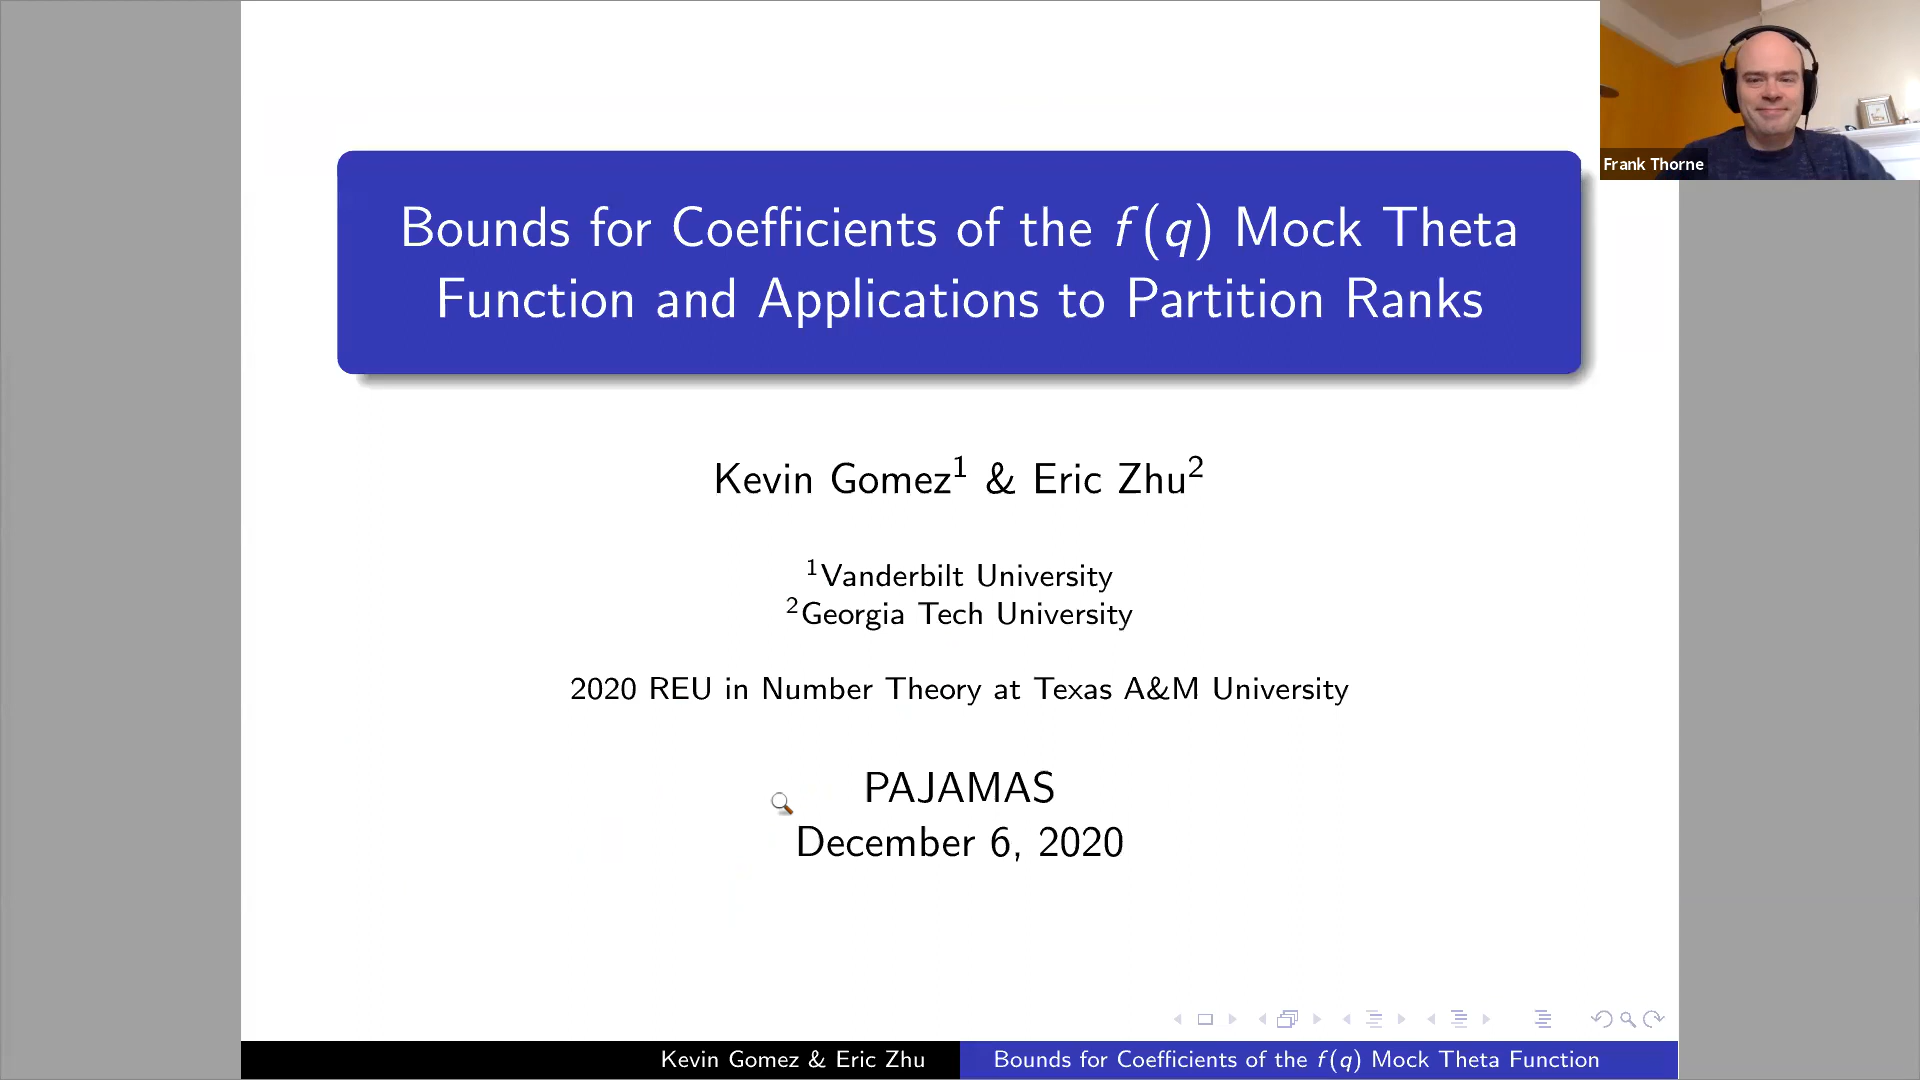 Frank Thorne
Bounds for Coefficients of the f(q) Mock Theta
Function and Applications to Partition Ranks
Kevin Gomez¹ & Eric Zhu²
¹Vanderbilt University
²Georgia Tech University
2020 REU in Number Theory at Texas A&M University
PAJAMAS
December 6, 2020
Kevin Gomez & Eric Zhu
Bounds for Coefficients of the f(q) Mock Theta Function